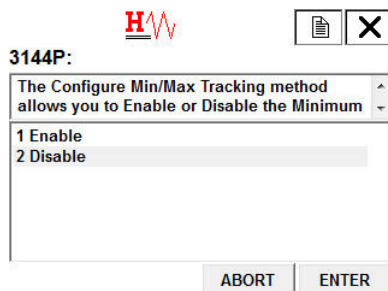 H
3144P:
The Configure Min/Max Tracking method
allows you to Enable or Disable the Minimum
1 Enable
2 Disable
ABORT ENTER